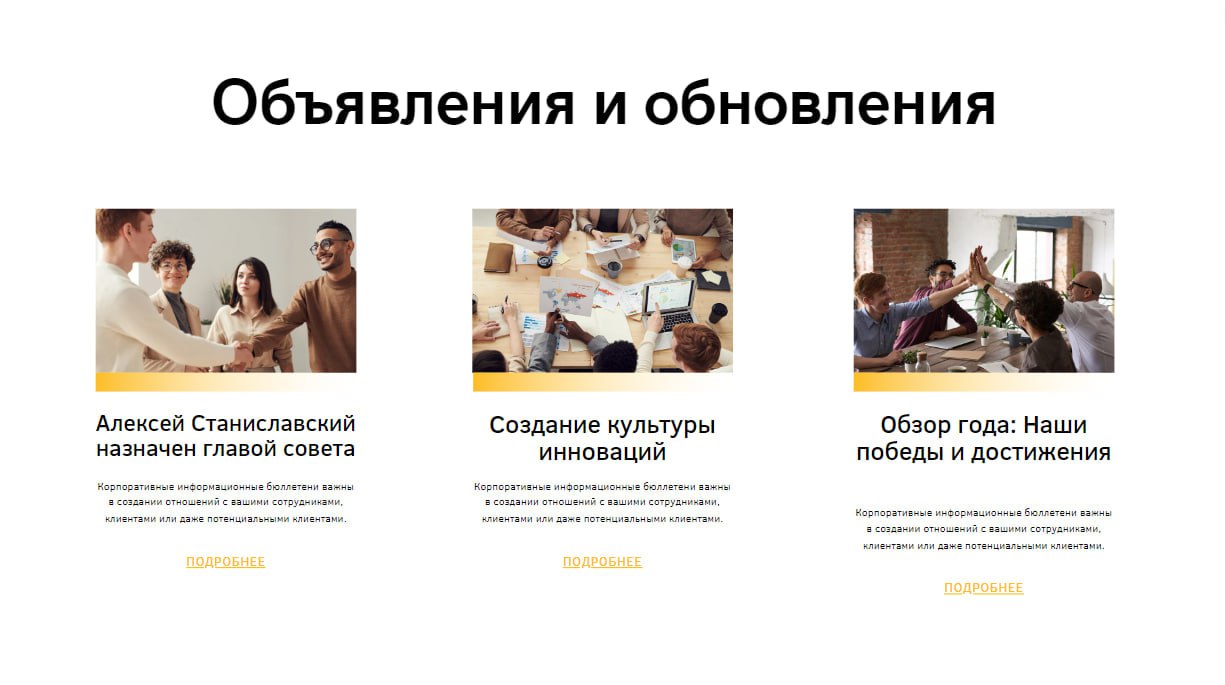 Объявления и обновления
Алексей Станиславский
назначен главой совета
Корпоративные информационные бюллетени важны
в создании отношений с вашими сотрудниками,
клиентами или даже потенциальными клиентами.
ПОДРОБНЕЕ
Создание культуры
инноваций
Корпоративные информационные бюллетени важны
в создании отношений с вашими сотрудниками,
клиентами или даже потенциальными клиентами.
ПОДРОБНЕЕ
Обзор года: Наши
победы и достижения
Корпоративные информационные бюллетени важны
в создании отношений с вашими сотрудниками,
клиентами или даже потенциальными клиентами.
ПОДРОБНЕЕ